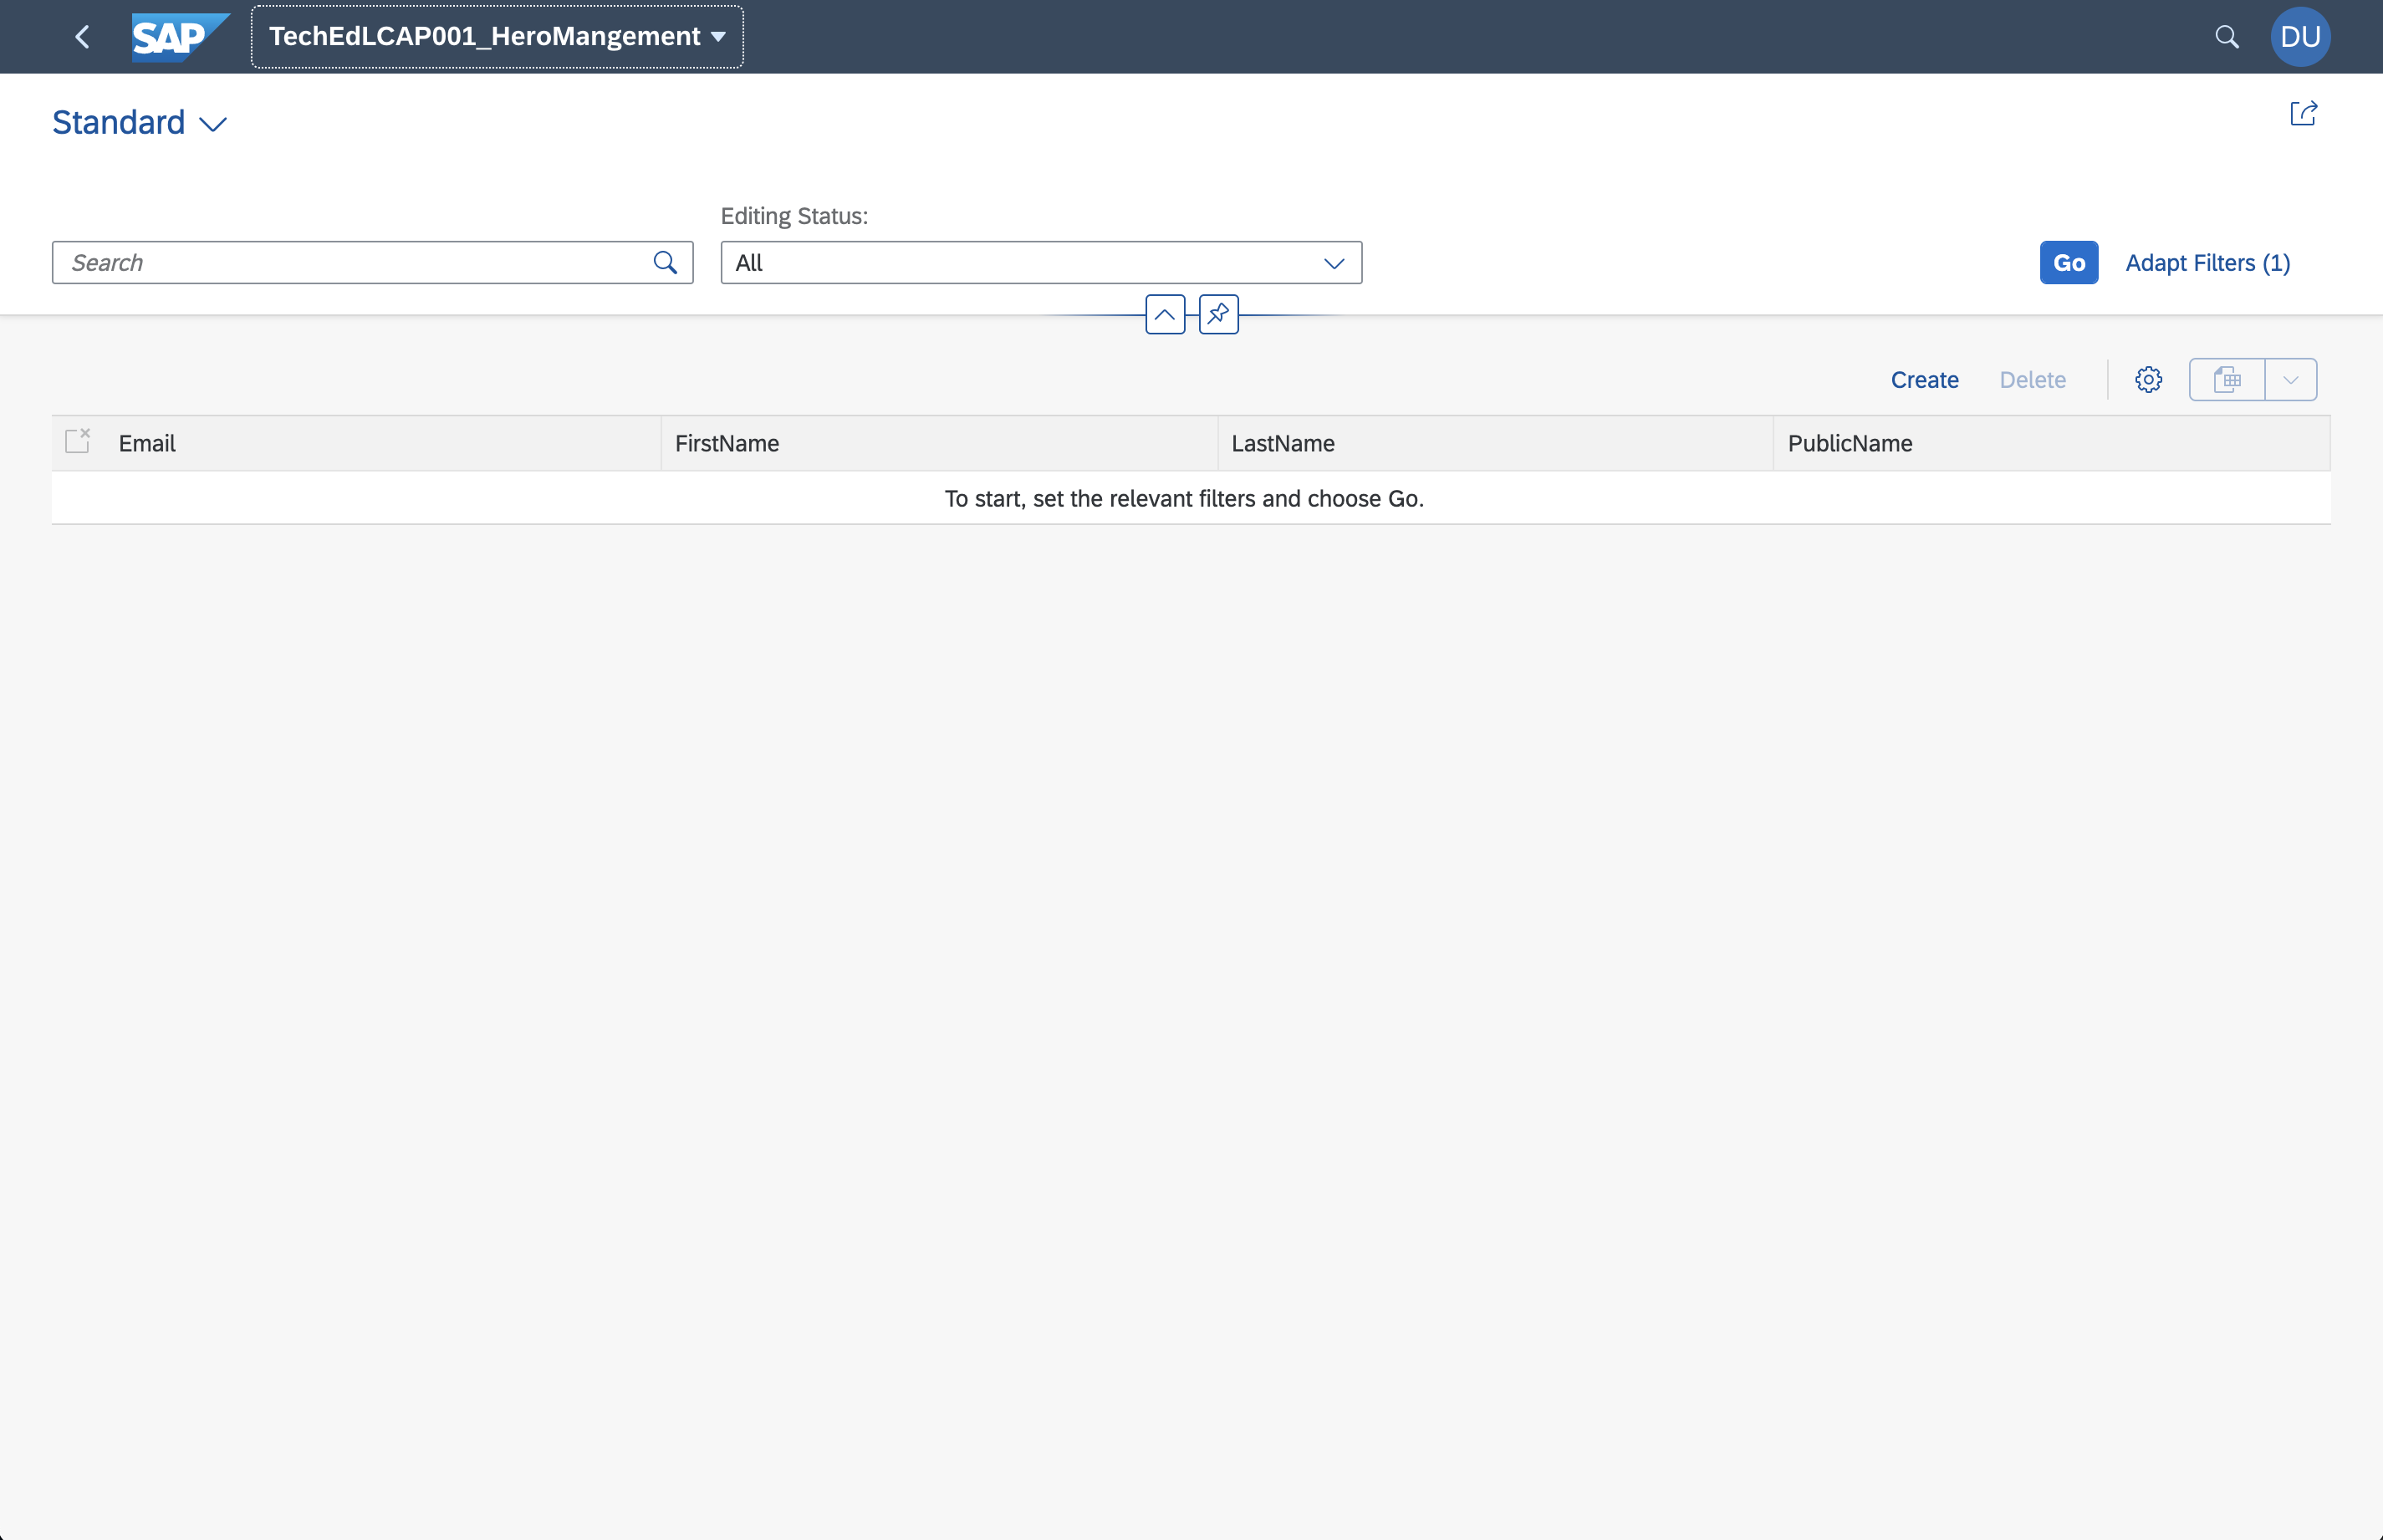 SAP TechEdLCAP001_HeroMangement DU
Standard
Editing Status:
Search All Go Adapt Filters (1)
Create Delete
Email FirstName LastName PublicName
To start, set the relevant filters and choose Go.